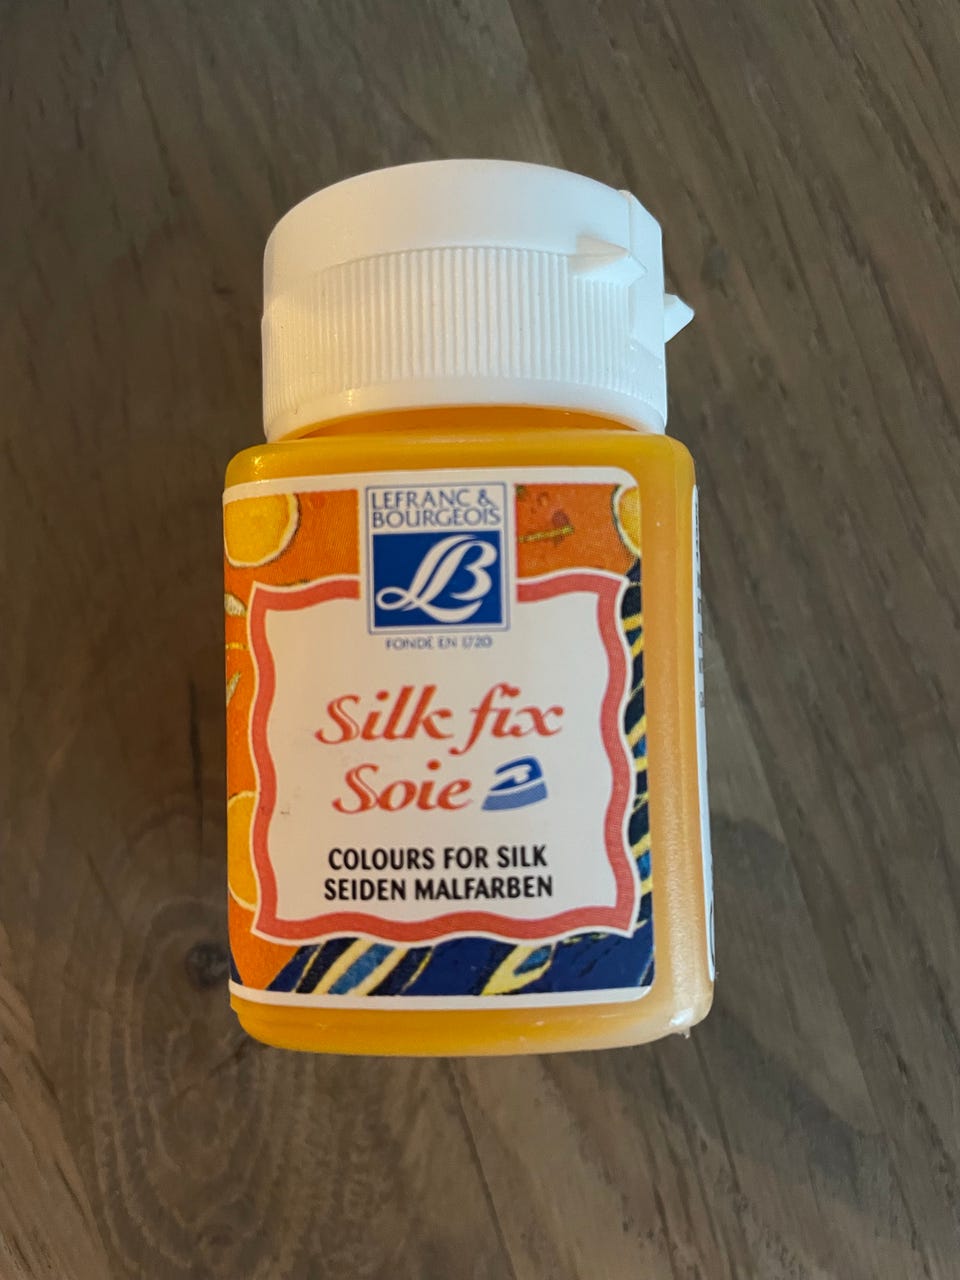 LEFRANC &
BOURGEOIS
LB
FONDÉ EN 1720
Silk fix
Soie
COLOURS FOR SILK
SEIDEN MALFARBEN